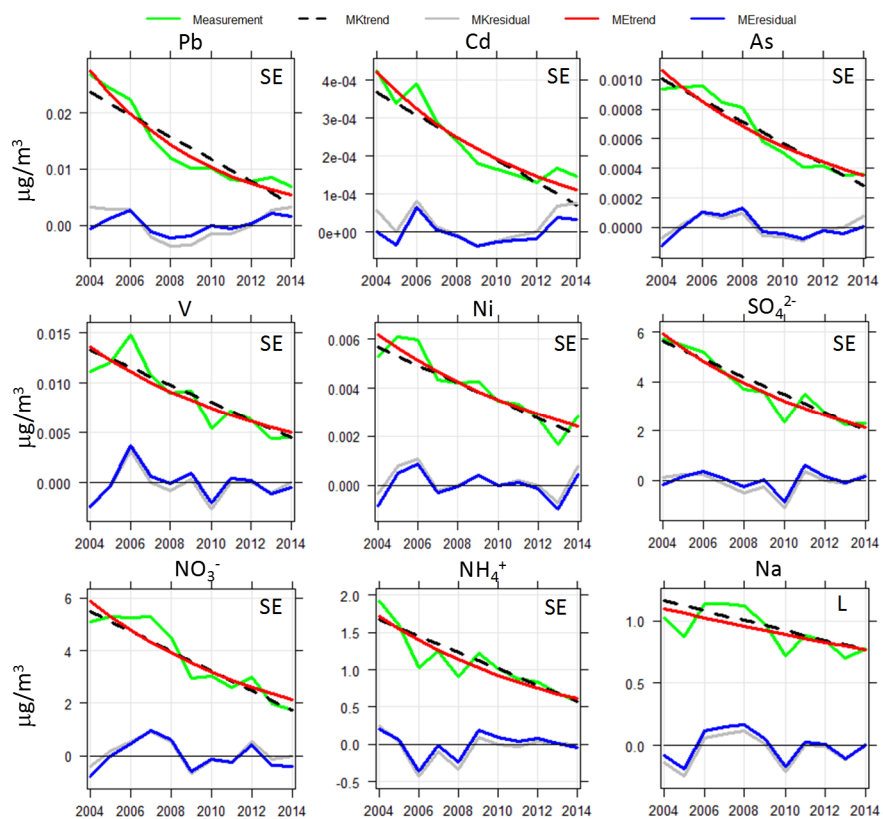 Measurement MKtrend MKresidual MEtrend MEresidual
Pb Cd As
SE SE SE
µg/m³
0.02
0.01
0.00
4e-04
3e-04
2e-04
1e-04
0e+00
0.0010
0.0008
0.0006
0.0004
0.0002
0.0000
2004 2006 2008 2010 2012 2014 2004 2006 2008 2010 2012 2014 2004 2006 2008 2010 2012 2014
V Ni SO₄²⁻
SE SE SE
µg/m³
0.015
0.010
0.005
0.000
0.006
0.004
0.002
0.000
6
4
2
0
2004 2006 2008 2010 2012 2014 2004 2006 2008 2010 2012 2014 2004 2006 2008 2010 2012 2014
NO₃⁻ NH₄⁺ Na
SE SE L
µg/m³
6
4
2
0
2.0
1.5
1.0
0.5
0.0
-0.5
1.0
0.5
0.0
2004 2006 2008 2010 2012 2014 2004 2006 2008 2010 2012 2014 2004 2006 2008 2010 2012 2014